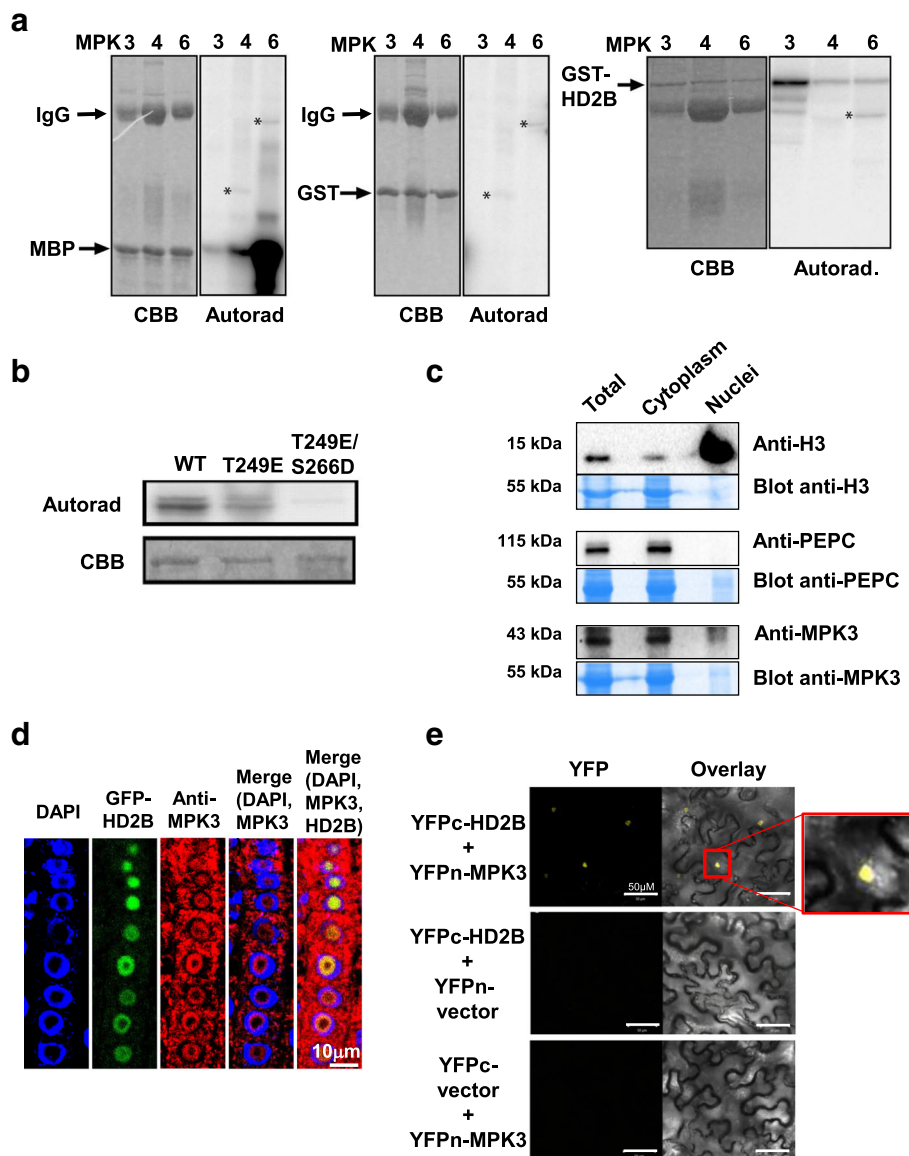 a
MPK 3 4 6 3 4 6
IgG
MBP
*
*
CBB Autorad
MPK 3 4 6 3 4 6
IgG
GST
*
*
CBB Autorad
MPK 3 4 6 3 4 6
GST-
HD2B
*
CBB Autorad.
b
WT T249E T249E/
S266D
Autorad
CBB
c
Total Cytoplasm Nuclei
15 kDa Anti-H3
55 kDa Blot anti-H3
115 kDa Anti-PEPC
55 kDa Blot anti-PEPC
43 kDa Anti-MPK3
55 kDa Blot anti-MPK3
d
DAPI
GFP-
HD2B
Anti-
MPK3
Merge
(DAPI,
MPK3)
Merge
(DAPI,
MPK3,
HD2B)
10μm
e
YFP Overlay
YFPc-HD2B
+
YFPn-MPK3
50μM
YFPc-HD2B
+
YFPn-
vector
YFPc-
vector
+
YFPn-MPK3